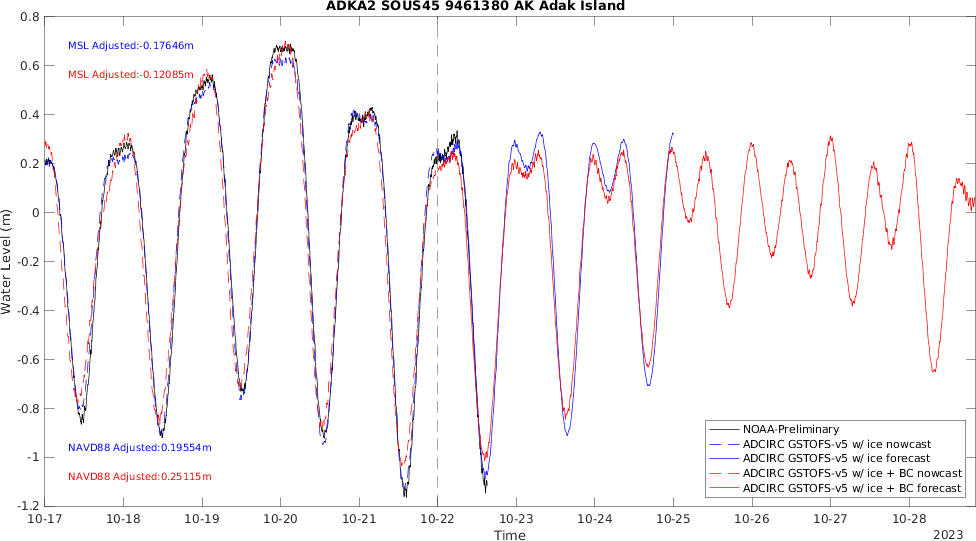 ADKA2 SOUS45 9461380 AK Adak Island
0.8
0.6
0.4
0.2
0
-0.2
-0.4
-0.6
-0.8
-1
-1.2
Water Level (m)
MSL Adjusted:-0.17646m
MSL Adjusted:-0.12085m
NAVD88 Adjusted:0.19554m
NAVD88 Adjusted:0.25115m
NOAA-Preliminary
ADCIRC GSTOFS-v5 w/ ice nowcast
ADCIRC GSTOFS-v5 w/ ice forecast
ADCIRC GSTOFS-v5 w/ ice + BC nowcast
ADCIRC GSTOFS-v5 w/ ice + BC forecast
10-17 10-18 10-19 10-20 10-21 10-22 10-23 10-24 10-25 10-26 10-27 10-28
Time
2023